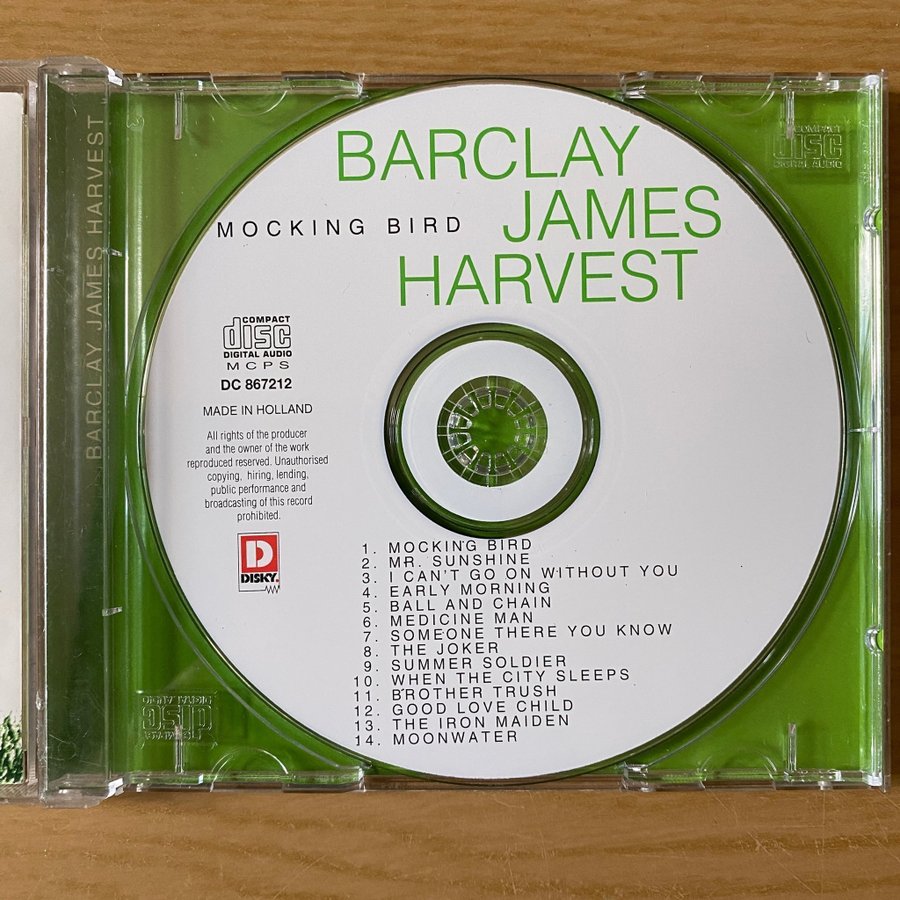 BARCLAY JAMES HARVEST
BARCLAY
JAMES
HARVEST
MOCKING BIRD
COMPACT
disc
DIGITAL AUDIO
MCPS
DC 867212
MADE IN HOLLAND
All rights of the producer
and the owner of the work
reproduced reserved. Unauthorised
copying, hiring, lending,
public performance and
broadcasting of this record
prohibited.
D
DISKY
1. MOCKING BIRD
2. MR. SUNSHINE
3. I CAN'T GO ON WITHOUT YOU
4. EARLY MORNING
5. BALL AND CHAIN
6. MEDICINE MAN
7. SOMEONE THERE YOU KNOW
8. THE JOKER
9. SUMMER SOLDIER
10. WHEN THE CITY SLEEPS
11. BROTHER TRUSH
12. GOOD LOVE CHILD
13. THE IRON MAIDEN
14. MOONWATER
COMPACT
disc
DIGITAL AUDIO
COMPACT
disc
DIGITAL AUDIO